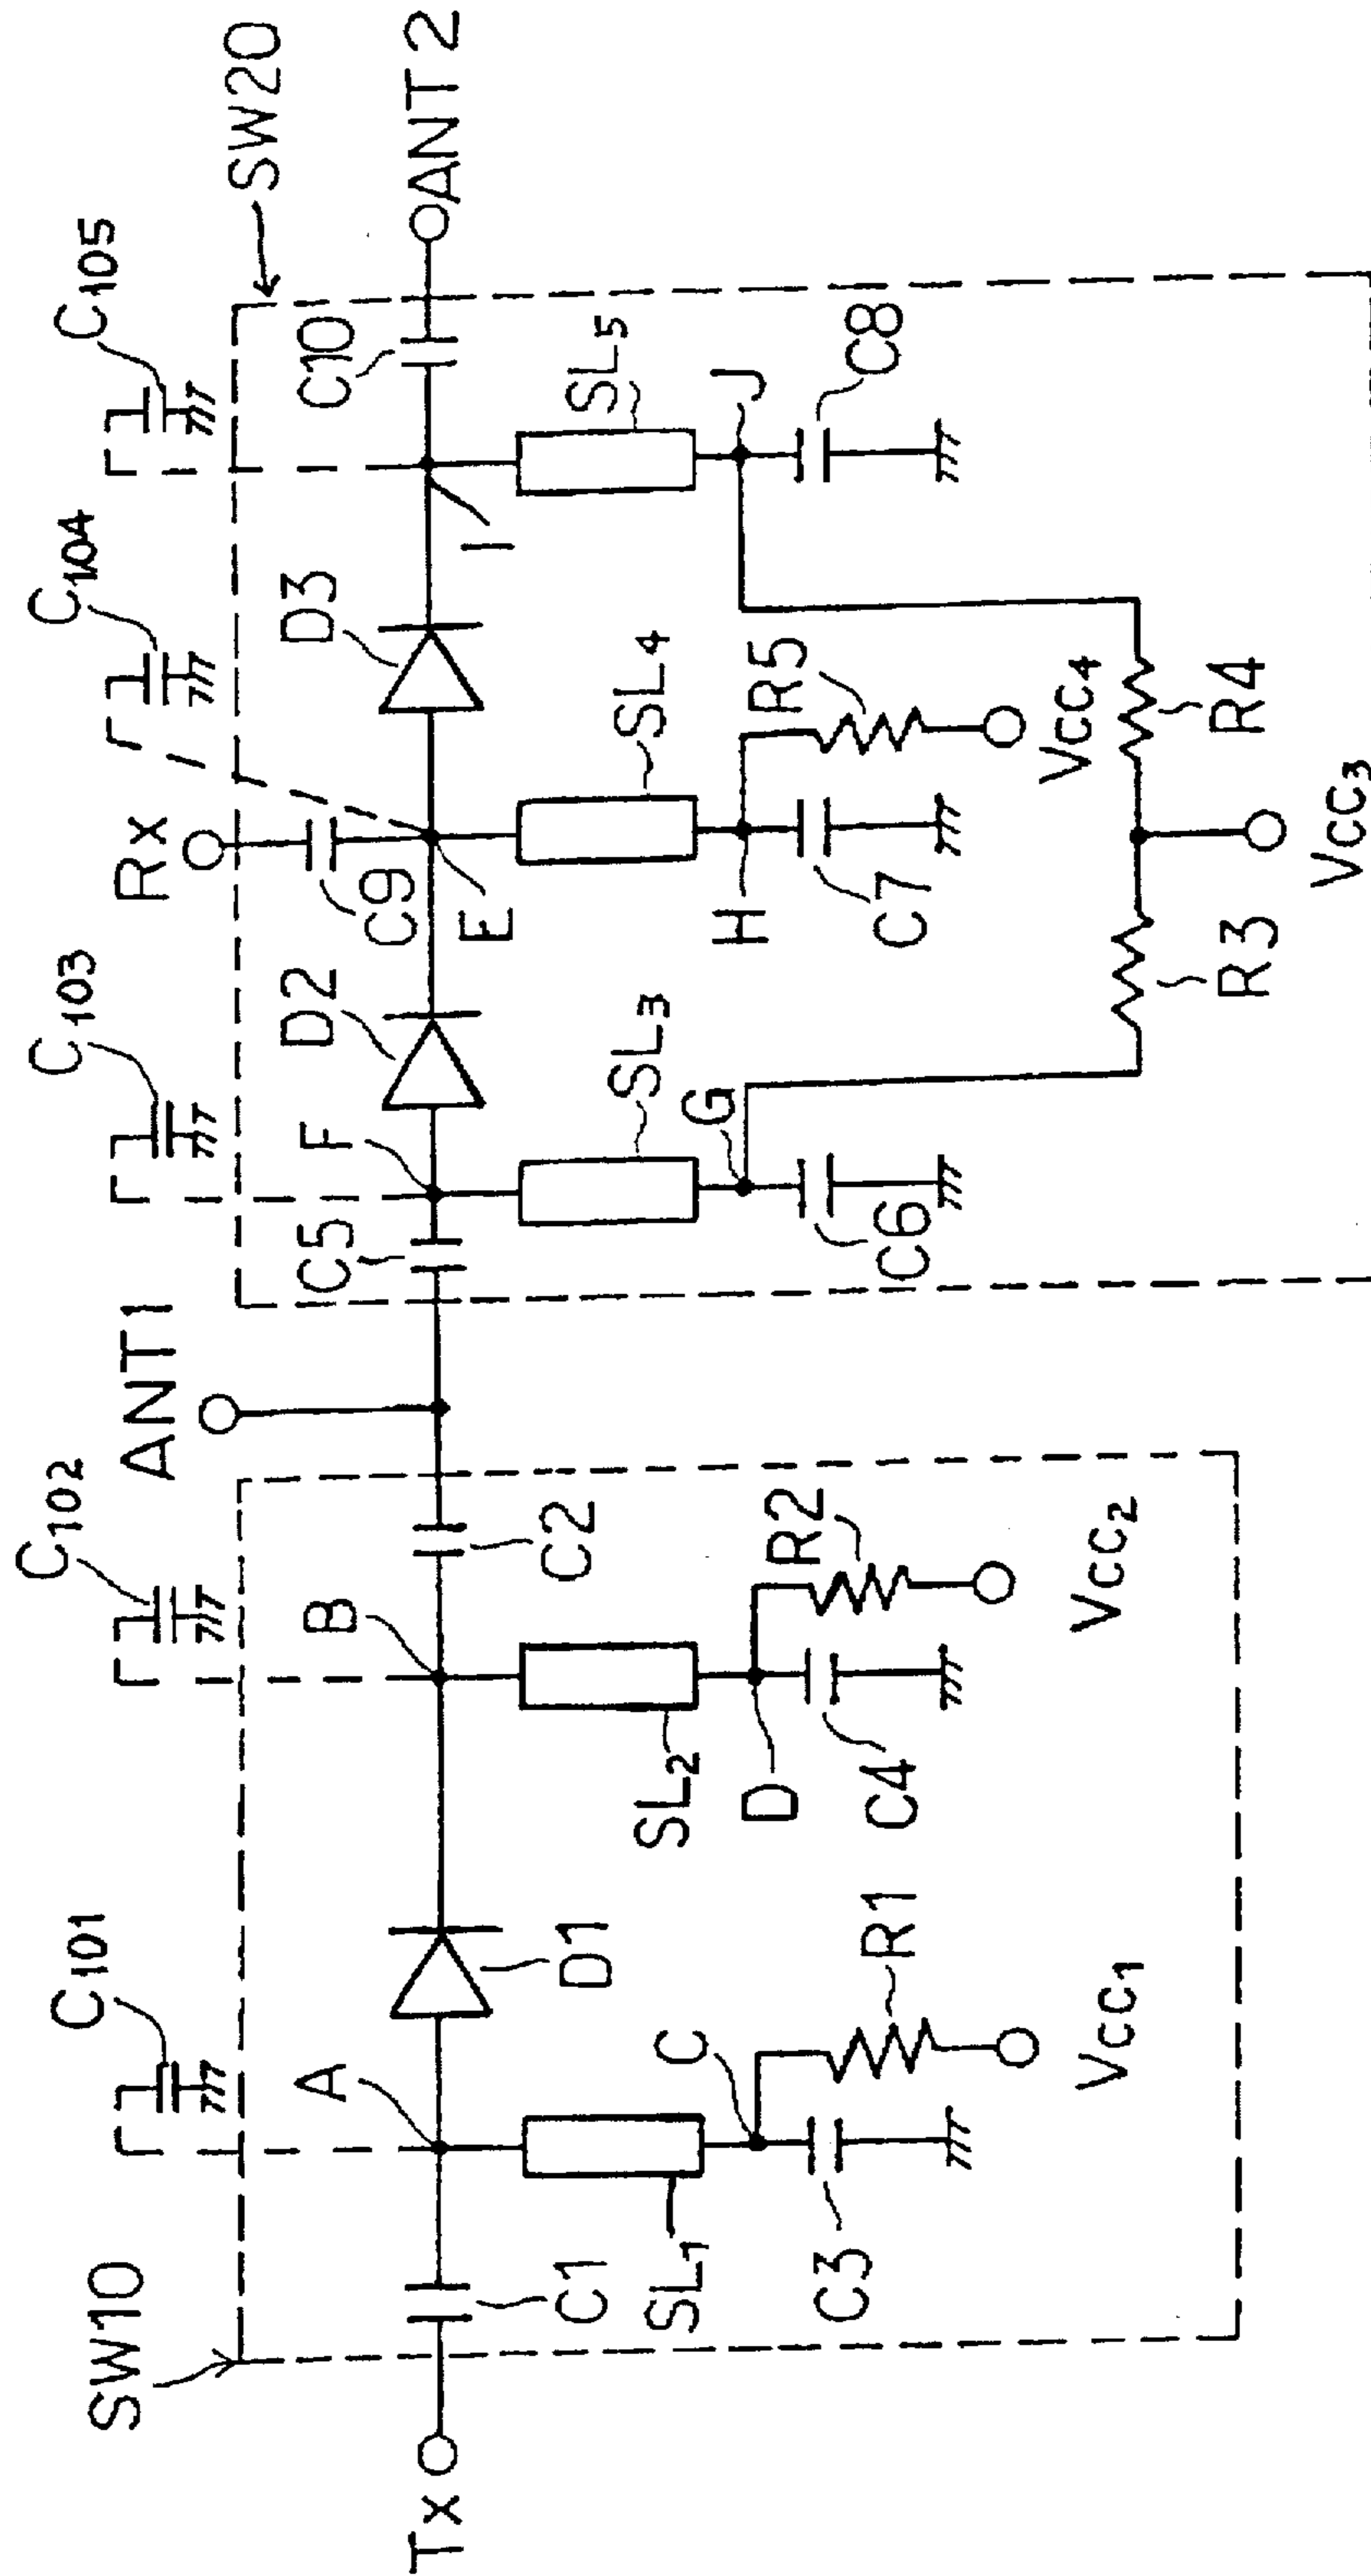 SW10
SW20
C101
C102
C103
C104
C105
ANT1
Rx
Tx
ANT2
C1
A
D1
B
C2
C5
F
D2
C9
E
D3
I
C10
SL1
SL2
SL3
SL4
SL5
C
D
G
H
J
C3
R1
C4
R2
C6
C7
R5
C8
Vcc1
Vcc2
Vcc4
R3
R4
Vcc3